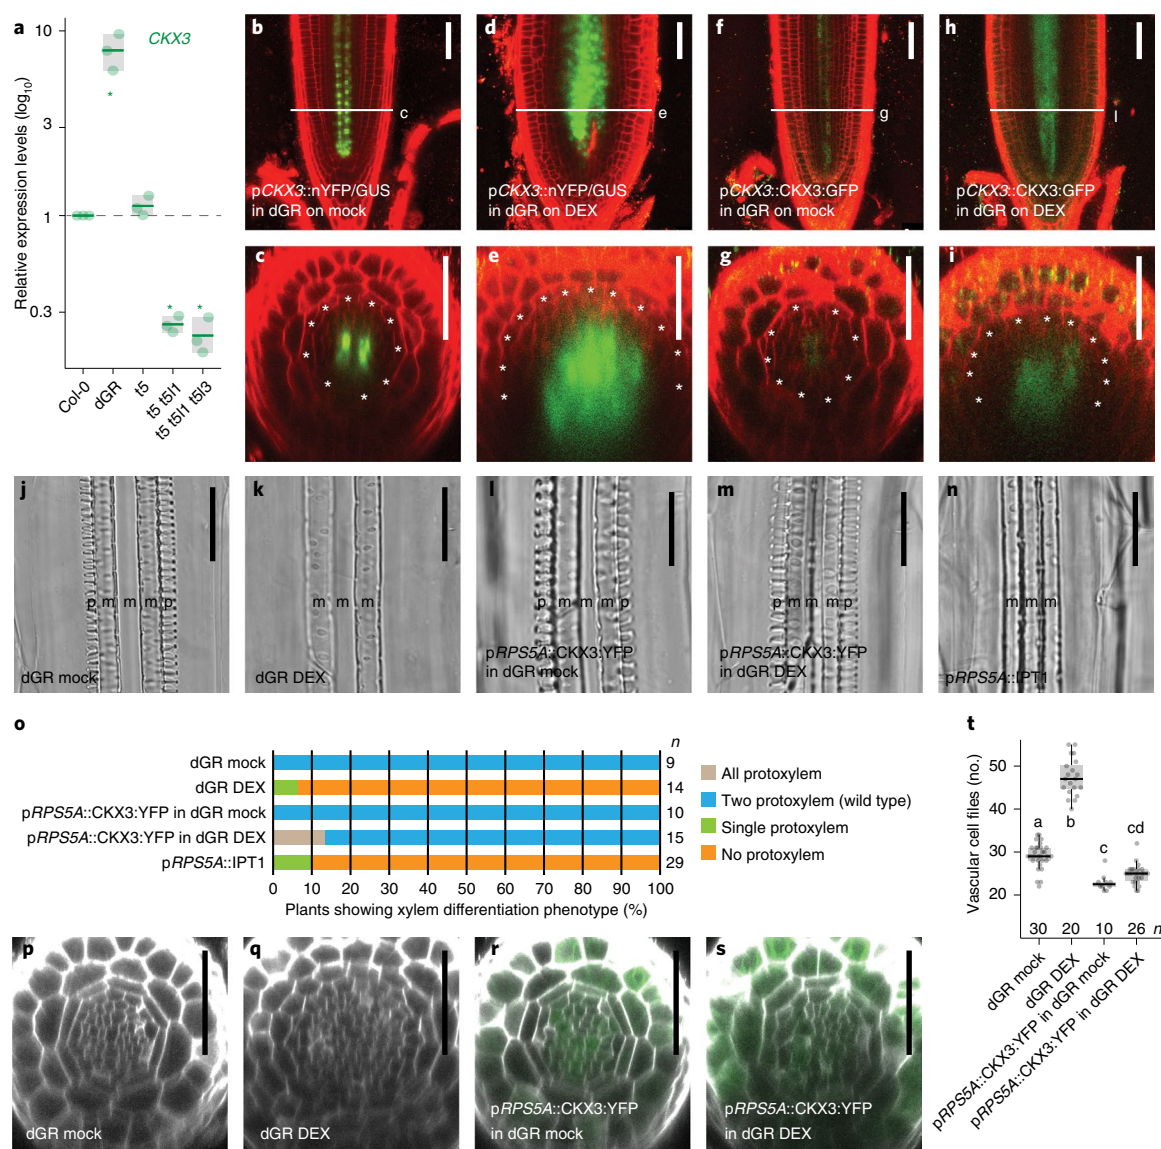 a
CKX3
Relative expression levels (log10)
10
3
1
0.3
Col-0
dGR
t5
t5 t5l1
t5 t5l1 t5l3
b
c
pCKX3::nYFP/GUS
in dGR on mock
d
e
pCKX3::nYFP/GUS
in dGR on DEX
f
g
pCKX3::CKX3:GFP
in dGR on mock
h
I
pCKX3::CKX3:GFP
in dGR on DEX
c
* * * * * * * * *
e
* * * * * * * * * * * *
g
* * * * * * * * * * *
i
* * * * * * * * * *
j
p m m m p
dGR mock
k
m m m
dGR DEX
l
p m m m p
pRPS5A::CKX3:YFP
in dGR mock
m
p m m m p
pRPS5A::CKX3:YFP
in dGR DEX
n
m m m
pRPS5A::IPT1
o
n
dGR mock 9
dGR DEX 14
pRPS5A::CKX3:YFP in dGR mock 10
pRPS5A::CKX3:YFP in dGR DEX 15
pRPS5A::IPT1 29
0 10 20 30 40 50 60 70 80 90 100
Plants showing xylem differentiation phenotype (%)
All protoxylem
Two protoxylem (wild type)
Single protoxylem
No protoxylem
t
Vascular cell files (no.)
50
40
30
20
a
b
c
cd
30 20 10 26 n
dGR mock
dGR DEX
pRPS5A::CKX3:YFP in dGR mock
pRPS5A::CKX3:YFP in dGR DEX
p
dGR mock
q
dGR DEX
r
pRPS5A::CKX3:YFP
in dGR mock
s
pRPS5A::CKX3:YFP
in dGR DEX